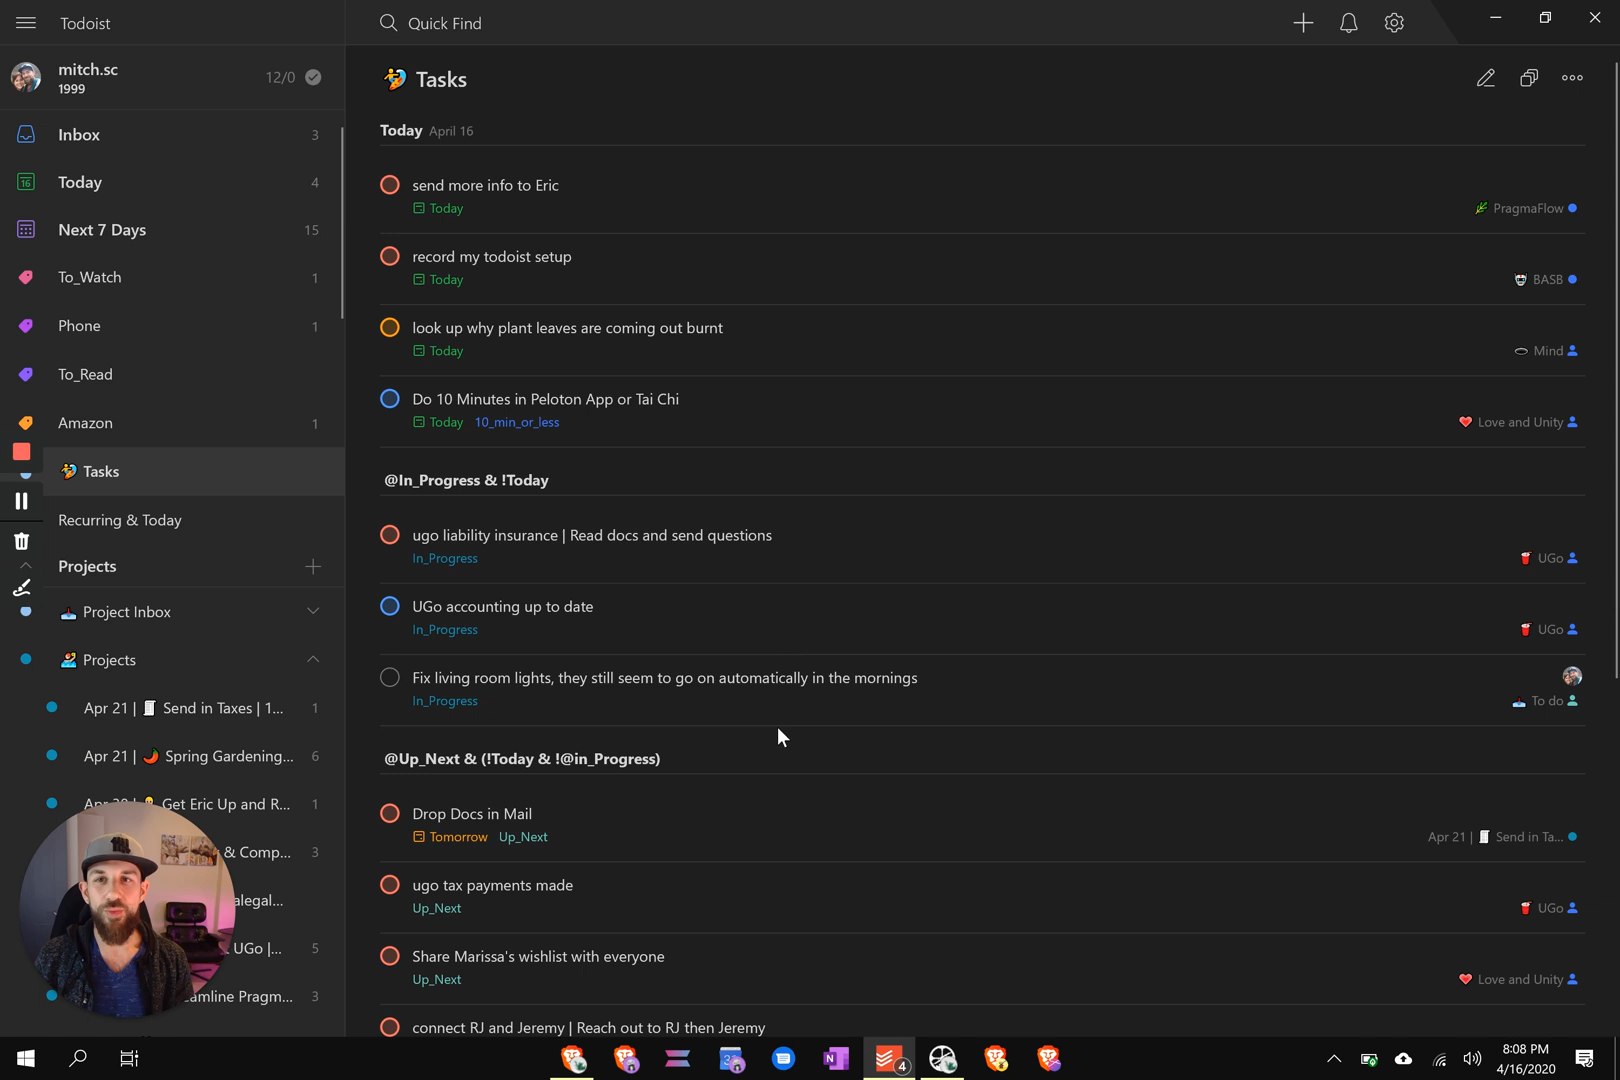 Todoist
Quick Find
mitch.sc
1999
12/0
Inbox 3
Today 4
Next 7 Days 15
To_Watch 1
Phone 1
To_Read
Amazon 1
Tasks
Recurring & Today
Projects
Project Inbox
Projects
Apr 21 | Send in Taxes | 1... 1
Apr 21 | Spring Gardening... 6
Get Eric Up and R... 1
& Comp... 3
alegal...
UGo |... 5
amline Pragm... 3
Tasks
Today April 16
send more info to Eric
Today
PragmaFlow
record my todoist setup
Today
BASB
look up why plant leaves are coming out burnt
Today
Mind
Do 10 Minutes in Peloton App or Tai Chi
Today 10_min_or_less
Love and Unity
@In_Progress & !Today
ugo liability insurance | Read docs and send questions
In_Progress
UGo
UGo accounting up to date
In_Progress
UGo
Fix living room lights, they still seem to go on automatically in the mornings
In_Progress
To do
@Up_Next & (!Today & !@in_Progress)
Drop Docs in Mail
Tomorrow Up_Next
Apr 21 | Send in Ta...
ugo tax payments made
Up_Next
UGo
Share Marissa's wishlist with everyone
Up_Next
Love and Unity
connect RJ and Jeremy | Reach out to RJ then Jeremy
4
8:08 PM
4/16/2020